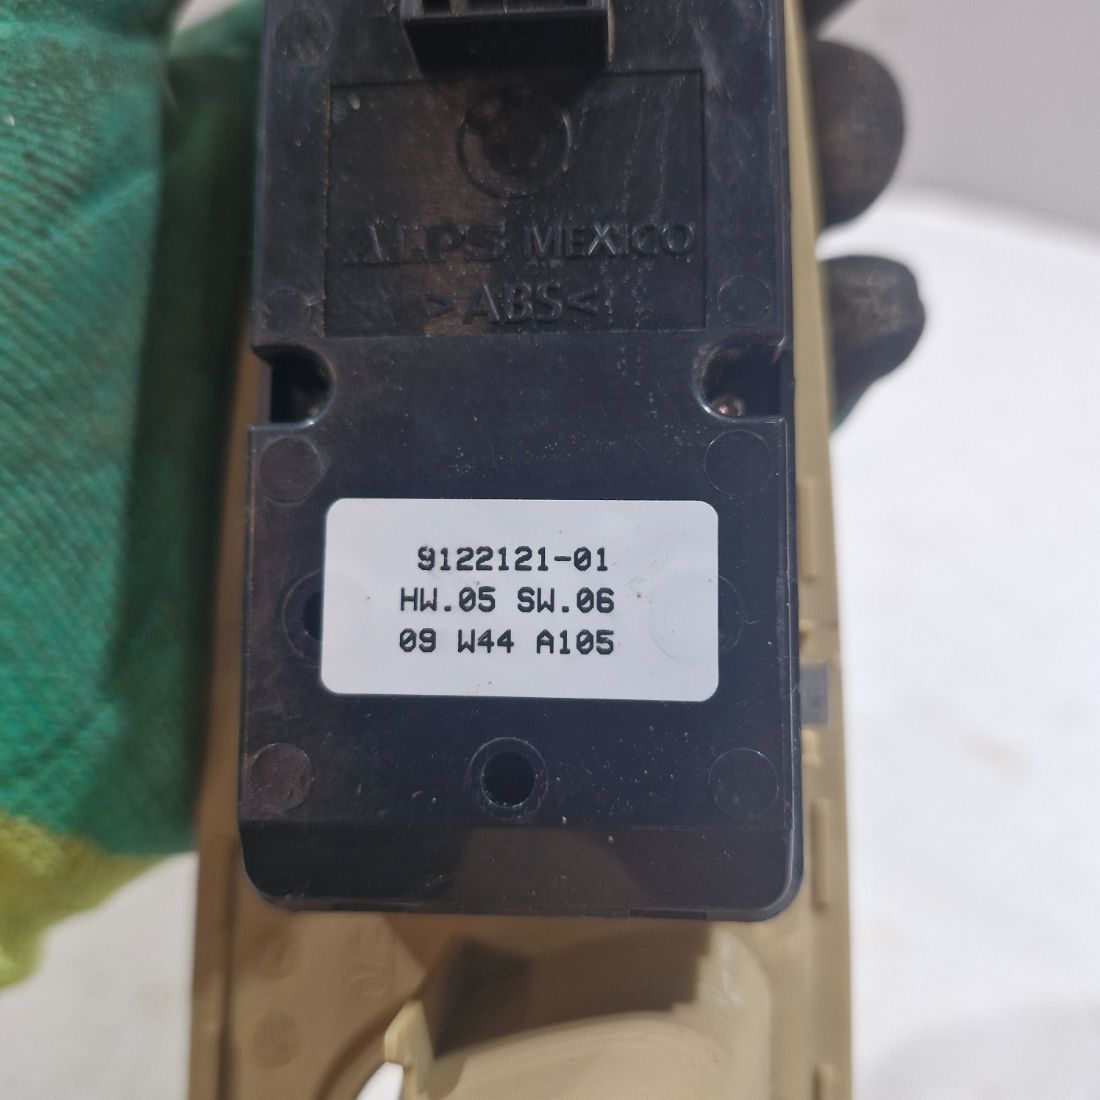 ALPS MEXICO
>ABS<
9122121-01
HW.05 SW.06
09 W44 A105